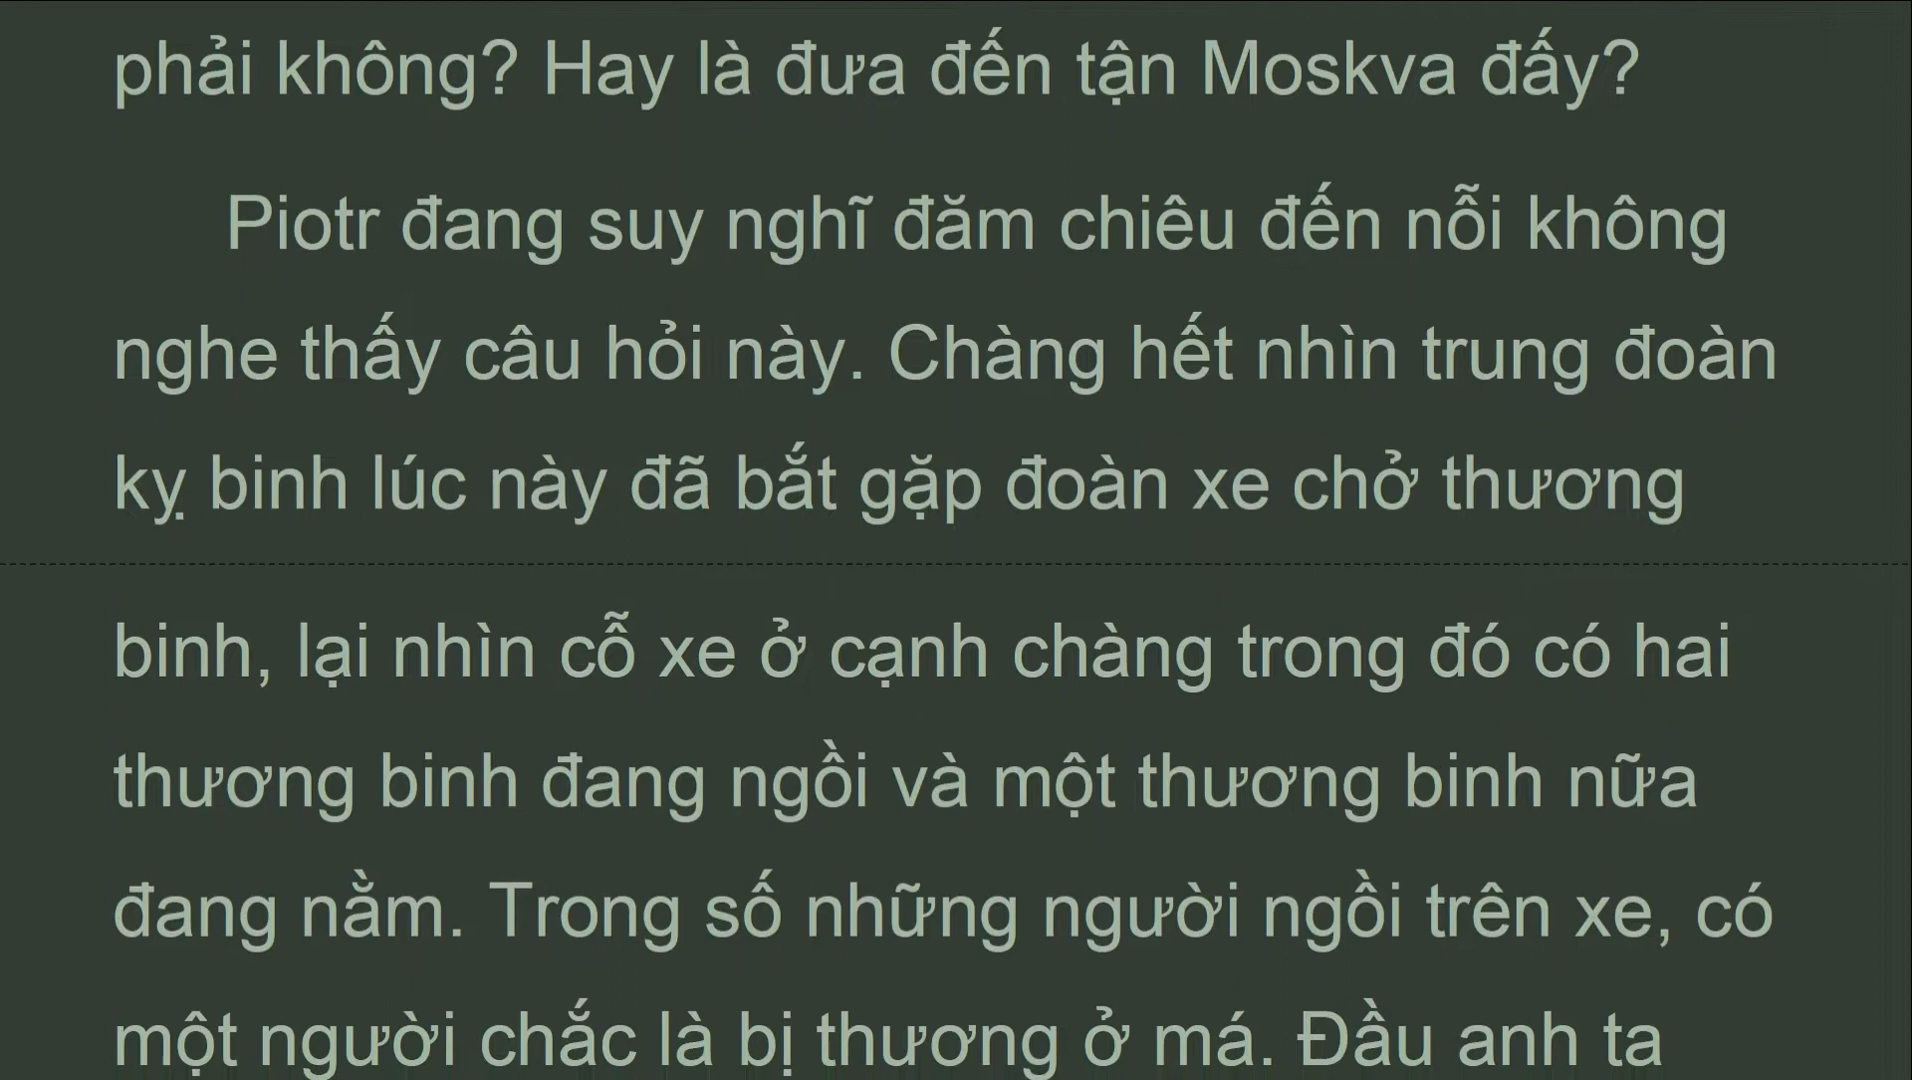 phải không? Hay là đưa đến tận Moskva đấy?
Piotr đang suy nghĩ đăm chiêu đến nỗi không
nghe thấy câu hỏi này. Chàng hết nhìn trung đoàn
kỵ binh lúc này đã bắt gặp đoàn xe chở thương
binh, lại nhìn cỗ xe ở cạnh chàng trong đó có hai
thương binh đang ngồi và một thương binh nữa
đang nằm. Trong số những người ngồi trên xe, có
một người chắc là bị thương ở má. Đầu anh ta